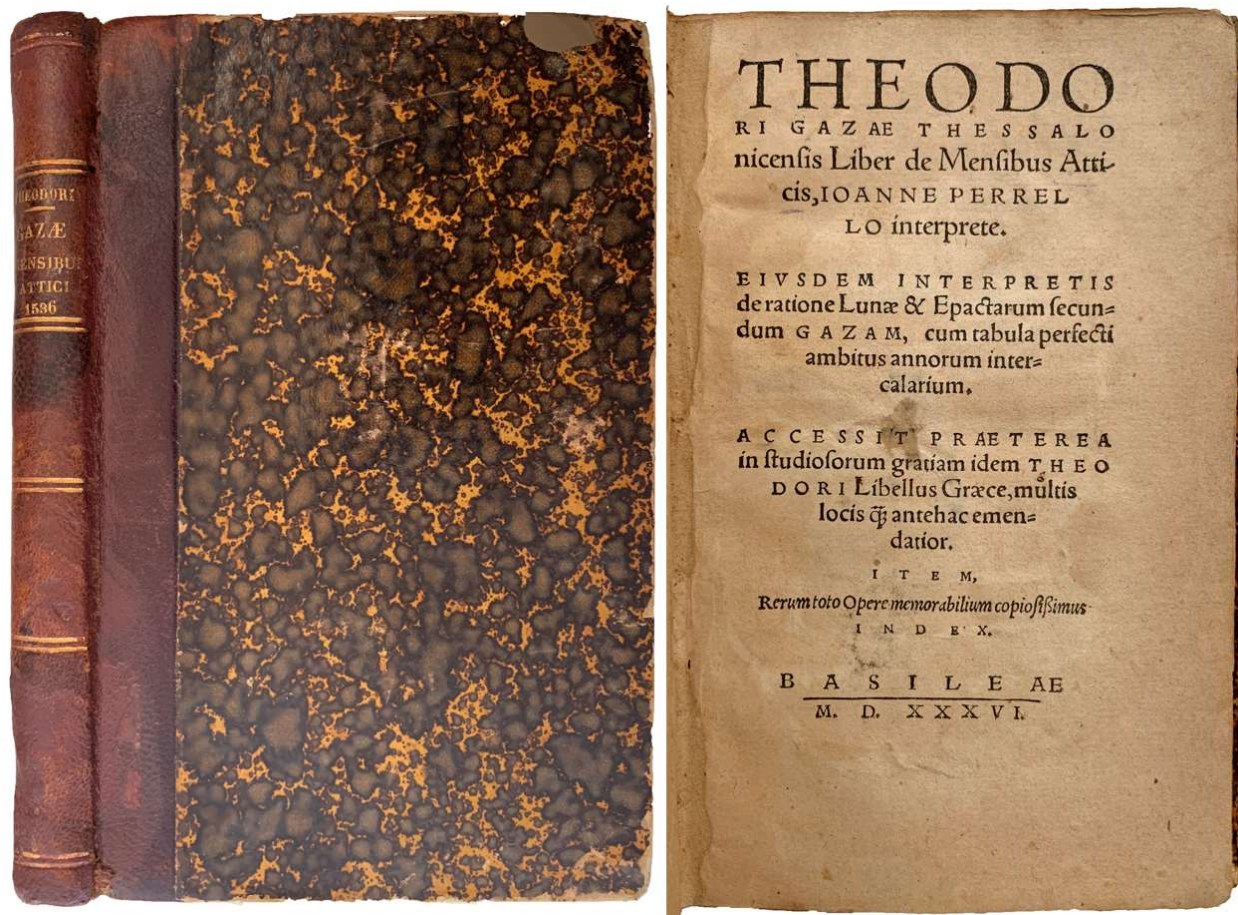 THEODORI
GAZÆ
MENSIBUS
ATTICI
1536
THEODO
RI GAZAE THESSALO
nicenſis Liber de Menſibus Atti-
cis, IOANNE PERREL
LO interprete.
EIVSDEM INTERPRETIS
de ratione Lunæ & Epactarum ſecun=
dum GAZAM, cum tabula perfecti
ambitus annorum inter=
calarium.
ACCESSIT PRAETEREA
in ſtudioſorum gratiam idem THEO
DORI Libellus Græce, multis
locis q̃ꝫ antehac emen=
datior.
ITEM,
Rerum toto Opere memorabilium copioſißimus
INDEX.
BASILEAE
M. D. XXXVI.